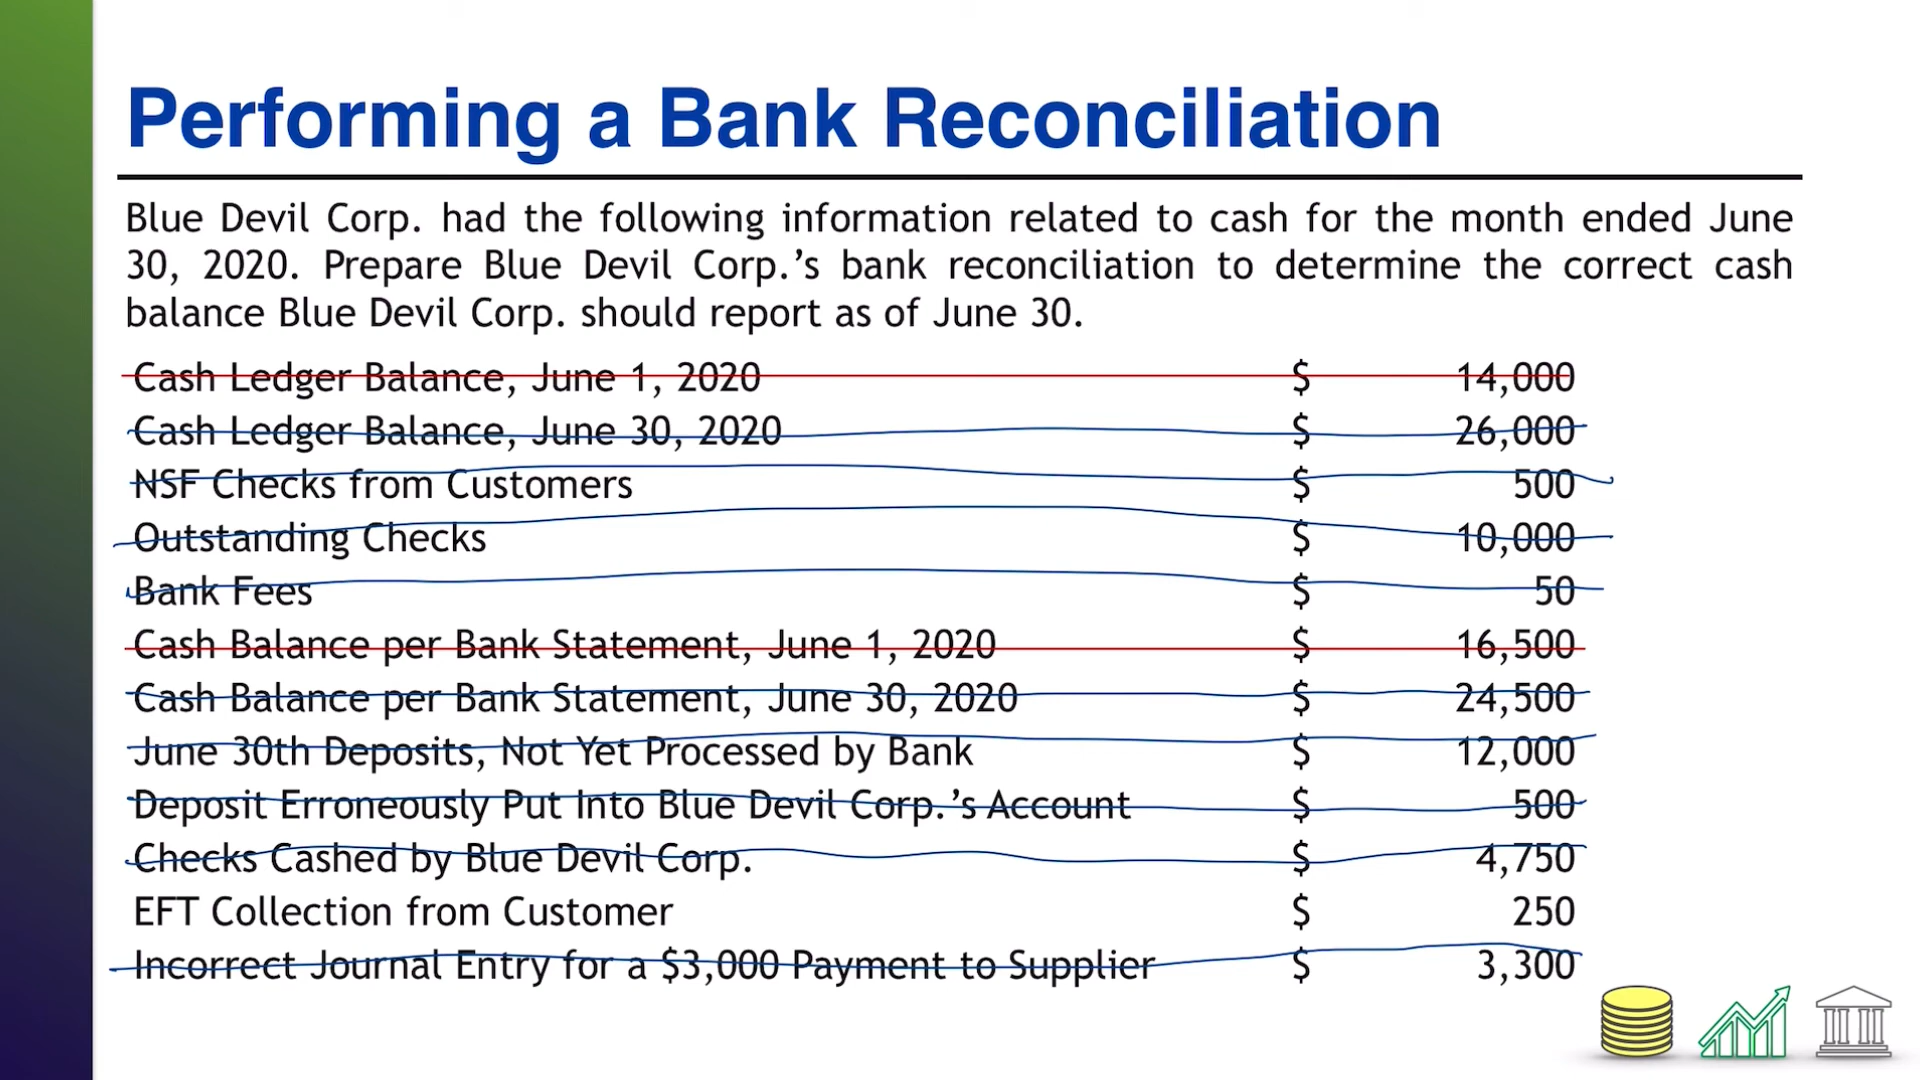 Performing a Bank Reconciliation
Blue Devil Corp. had the following information related to cash for the month ended June
30, 2020. Prepare Blue Devil Corp.’s bank reconciliation to determine the correct cash
balance Blue Devil Corp. should report as of June 30.
Cash Ledger Balance, June 1, 2020 $ 14,000
Cash Ledger Balance, June 30, 2020 $ 26,000
NSF Checks from Customers $ 500
Outstanding Checks $ 10,000
Bank Fees $ 50
Cash Balance per Bank Statement, June 1, 2020 $ 16,500
Cash Balance per Bank Statement, June 30, 2020 $ 24,500
June 30th Deposits, Not Yet Processed by Bank $ 12,000
Deposit Erroneously Put Into Blue Devil Corp.’s Account $ 500
Checks Cashed by Blue Devil Corp. $ 4,750
EFT Collection from Customer $ 250
Incorrect Journal Entry for a $3,000 Payment to Supplier $ 3,300